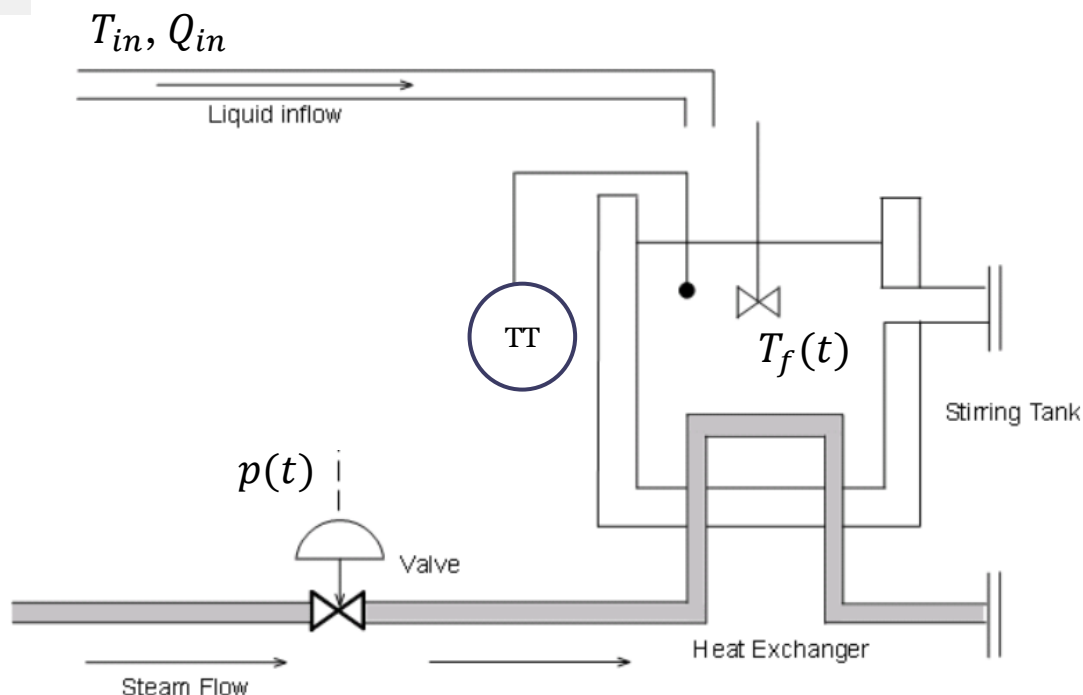 T_in, Q_in
Liquid inflow
TT
T_f(t)
Stirring Tank
p(t)
Valve
Heat Exchanger
Steam Flow